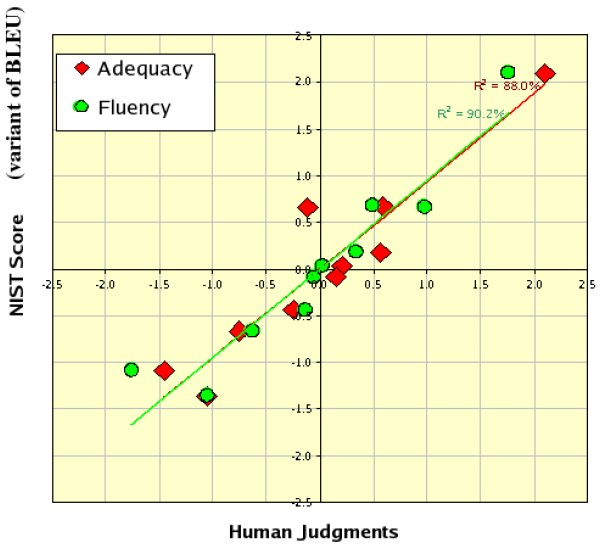 NIST Score (variant of BLEU)
Adequacy
Fluency
2.5
2.0
R² = 88.0%
R² = 90.2%
1.5
1.0
0.5
0.0
-2.5 -2.0 -1.5 -1.0 -0.5 0.0 0.5 1.0 1.5 2.0 2.5
-0.5
-1.0
-1.5
-2.0
-2.5
Human Judgments